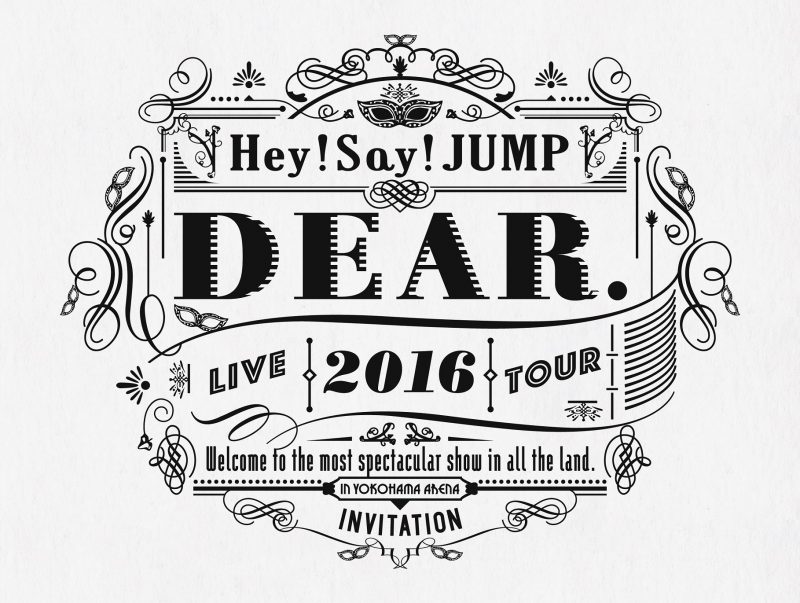 Hey!Say!JUMP
DEAR.
LIVE 2016 TOUR
Welcome to the most spectacular show in all the land.
IN YOKOHAMA ARENA
INVITATION